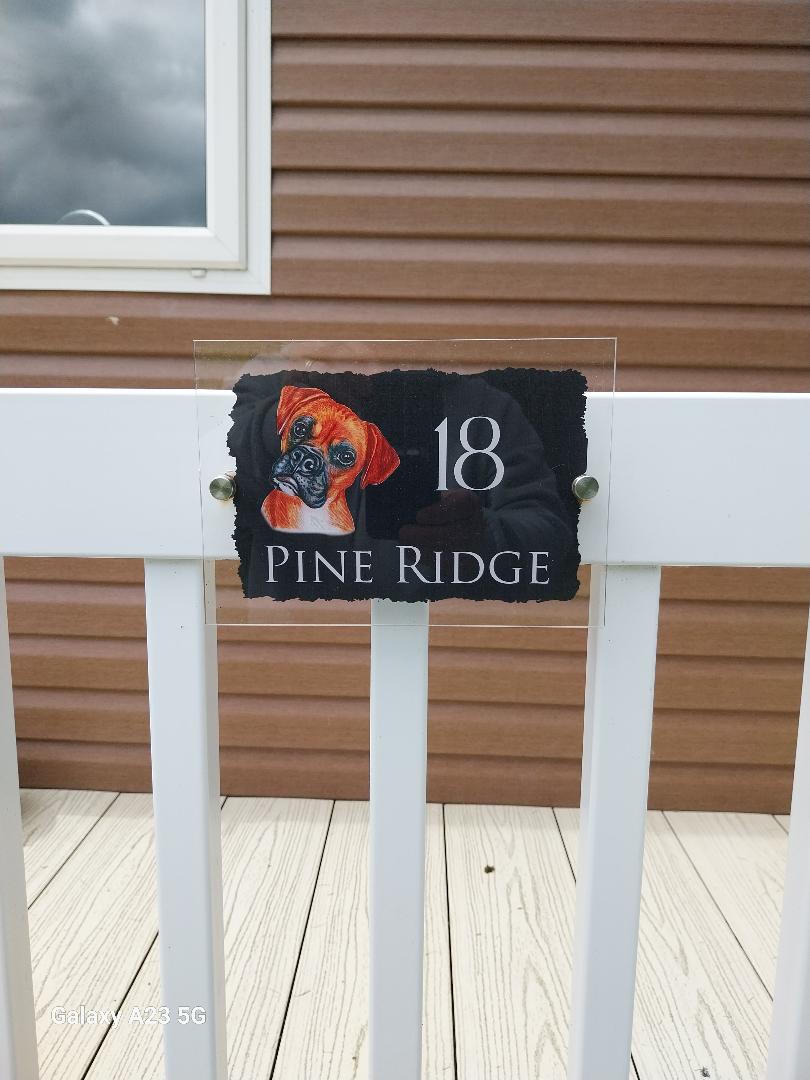 18
PINE RIDGE
Galaxy A23 5G